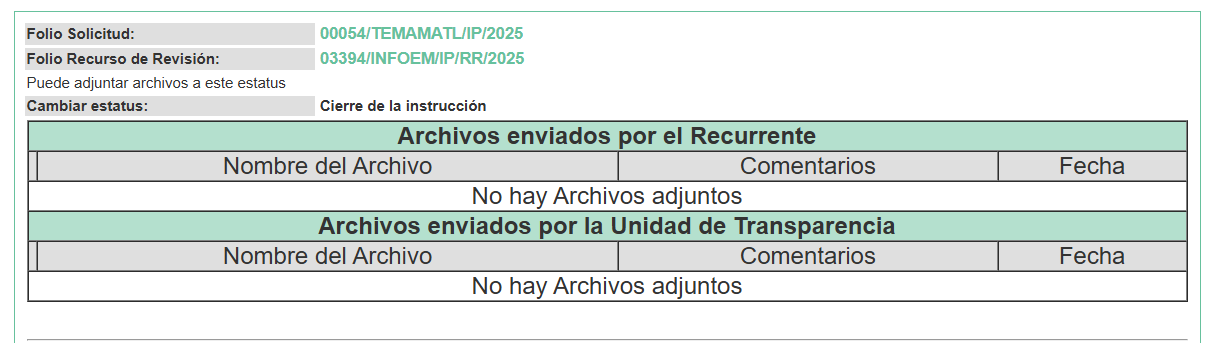 Folio Solicitud: 00054/TEMAMATL/IP/2025
Folio Recurso de Revisión: 03394/INFOEM/IP/RR/2025
Puede adjuntar archivos a este estatus
Cambiar estatus: Cierre de la instrucción
Archivos enviados por el Recurrente
Nombre del Archivo Comentarios Fecha
No hay Archivos adjuntos
Archivos enviados por la Unidad de Transparencia
Nombre del Archivo Comentarios Fecha
No hay Archivos adjuntos